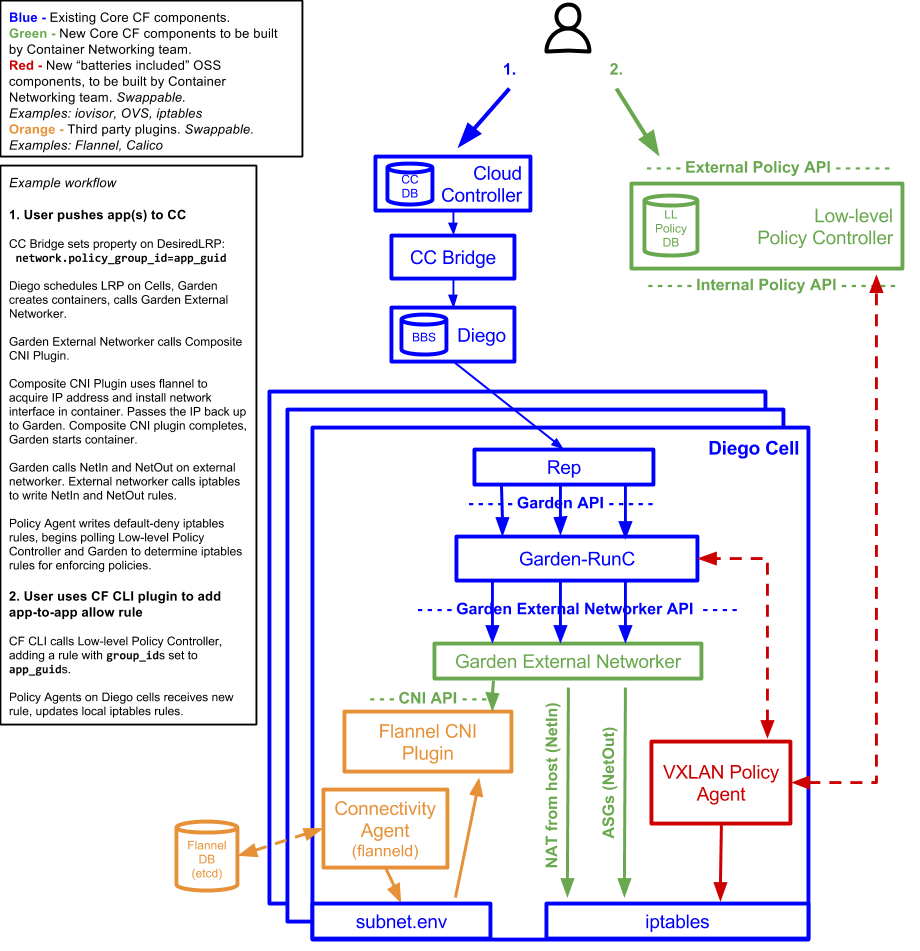 Blue - Existing Core CF components.
Green - New Core CF components to be built
by Container Networking team.
Red - New “batteries included” OSS
components, to be built by Container
Networking team. Swappable.
Examples: iovisor, OVS, iptables
Orange - Third party plugins. Swappable.
Examples: Flannel, Calico
Example workflow
1. User pushes app(s) to CC
CC Bridge sets property on DesiredLRP:
network.policy_group_id=app_guid
Diego schedules LRP on Cells, Garden
creates containers, calls Garden External
Networker.
Garden External Networker calls Composite
CNI Plugin.
Composite CNI Plugin uses flannel to
acquire IP address and install network
interface in container. Passes the IP back up
to Garden. Composite CNI plugin completes,
Garden starts container.
Garden calls NetIn and NetOut on external
networker. External networker calls iptables
to write NetIn and NetOut rules.
Policy Agent writes default-deny iptables
rules, begins polling Low-level Policy
Controller and Garden to determine iptables
rules for enforcing policies.
2. User uses CF CLI plugin to add
app-to-app allow rule
CF CLI calls Low-level Policy Controller,
adding a rule with group_ids set to
app_guids.
Policy Agents on Diego cells receives new
rule, updates local iptables rules.
1.
2.
CC
DB
Cloud
Controller
CC Bridge
BBS
Diego
External Policy API
LL
Policy
DB
Low-level
Policy Controller
Internal Policy API
Diego Cell
Rep
Garden API
Garden-RunC
Garden External Networker API
Garden External Networker
CNI API
Flannel CNI
Plugin
NAT from host (NetIn)
ASGs (NetOut)
VXLAN Policy
Agent
Connectivity
Agent
(flanneld)
Flannel
DB
(etcd)
subnet.env
iptables